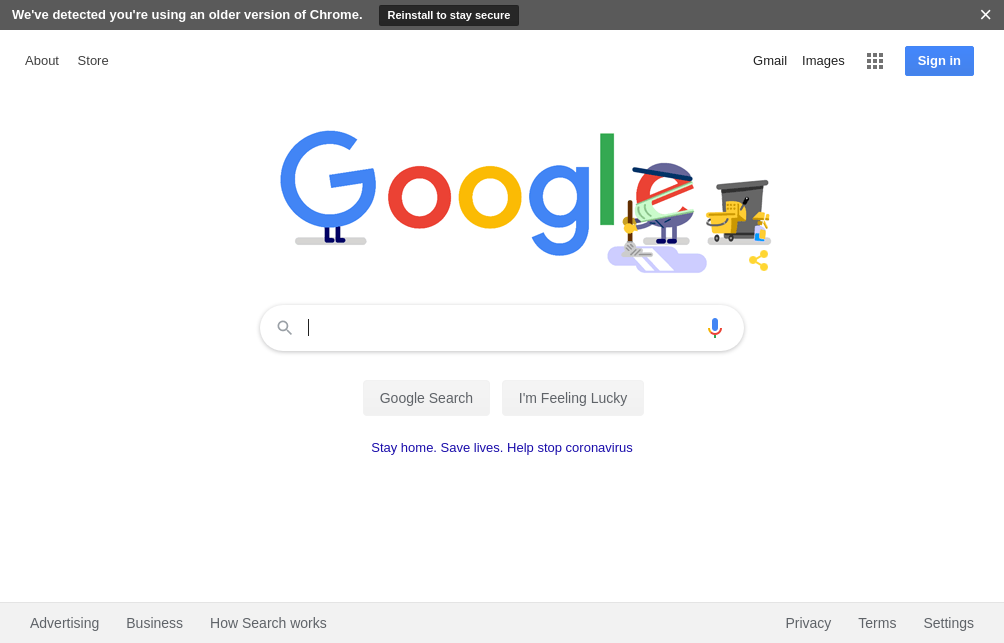 We've detected you're using an older version of Chrome. Reinstall to stay secure
About Store Gmail Images Sign in
Google
Google Search I'm Feeling Lucky
Stay home. Save lives. Help stop coronavirus
Advertising Business How Search works Privacy Terms Settings